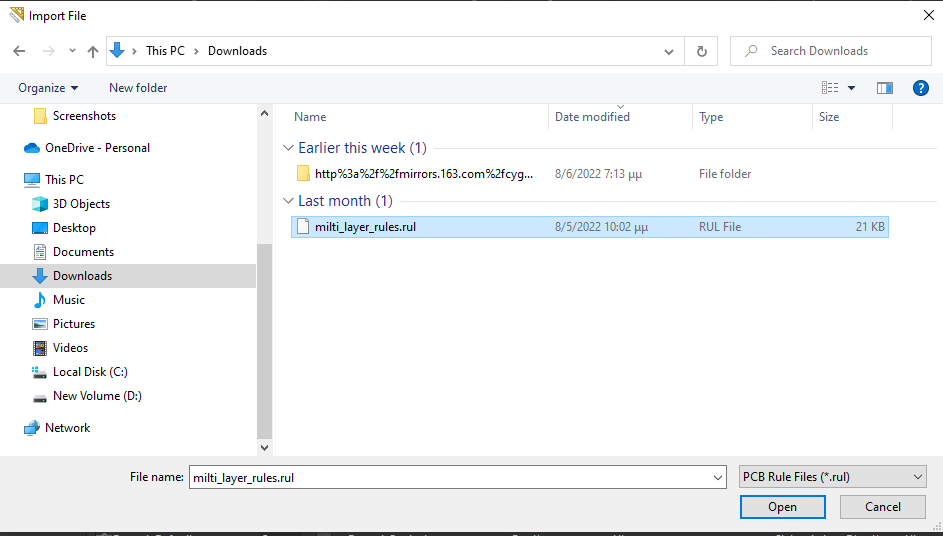 Import File
This PC > Downloads
Search Downloads
Organize New folder
Screenshots
OneDrive - Personal
This PC
3D Objects
Desktop
Documents
Downloads
Music
Pictures
Videos
Local Disk (C:)
New Volume (D:)
Network
Name Date modified Type Size
Earlier this week (1)
http%3a%2f%2fmirrors.163.com%2fcyg... 8/6/2022 7:13 μμ File folder
Last month (1)
milti_layer_rules.rul 8/5/2022 10:02 μμ RUL File 21 KB
File name: milti_layer_rules.rul PCB Rule Files (*.rul)
Open Cancel